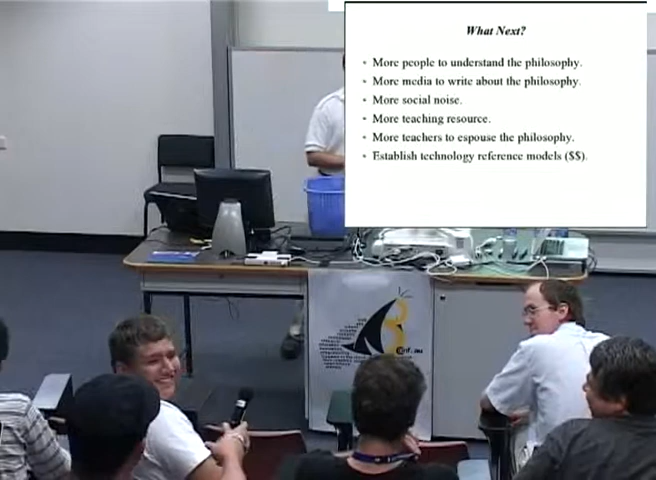 What Next?
• More people to understand the philosophy.
• More media to write about the philosophy.
• More social noise.
• More teaching resource.
• More teachers to espouse the philosophy.
• Establish technology reference models ($$).